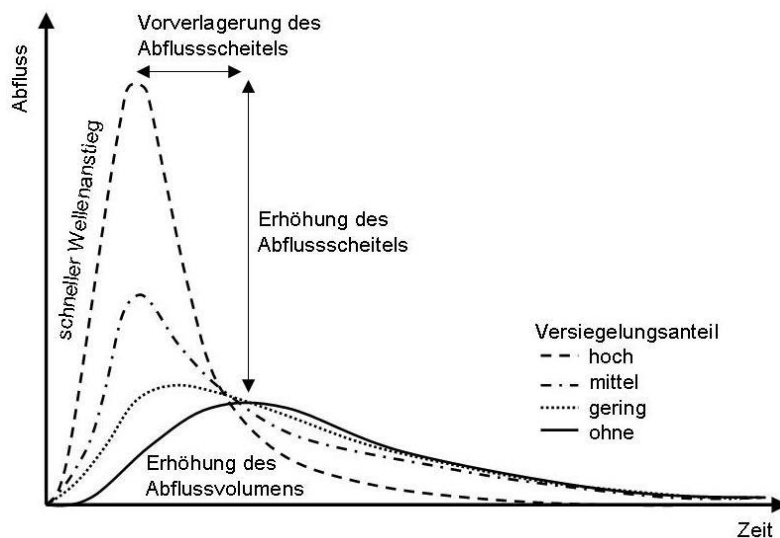 Vorverlagerung des
Abflussscheitels
Abfluss
schneller Wellenanstieg
Erhöhung des
Abflussscheitels
Versiegelungsanteil
hoch
mittel
gering
ohne
Erhöhung des
Abflussvolumens
Zeit